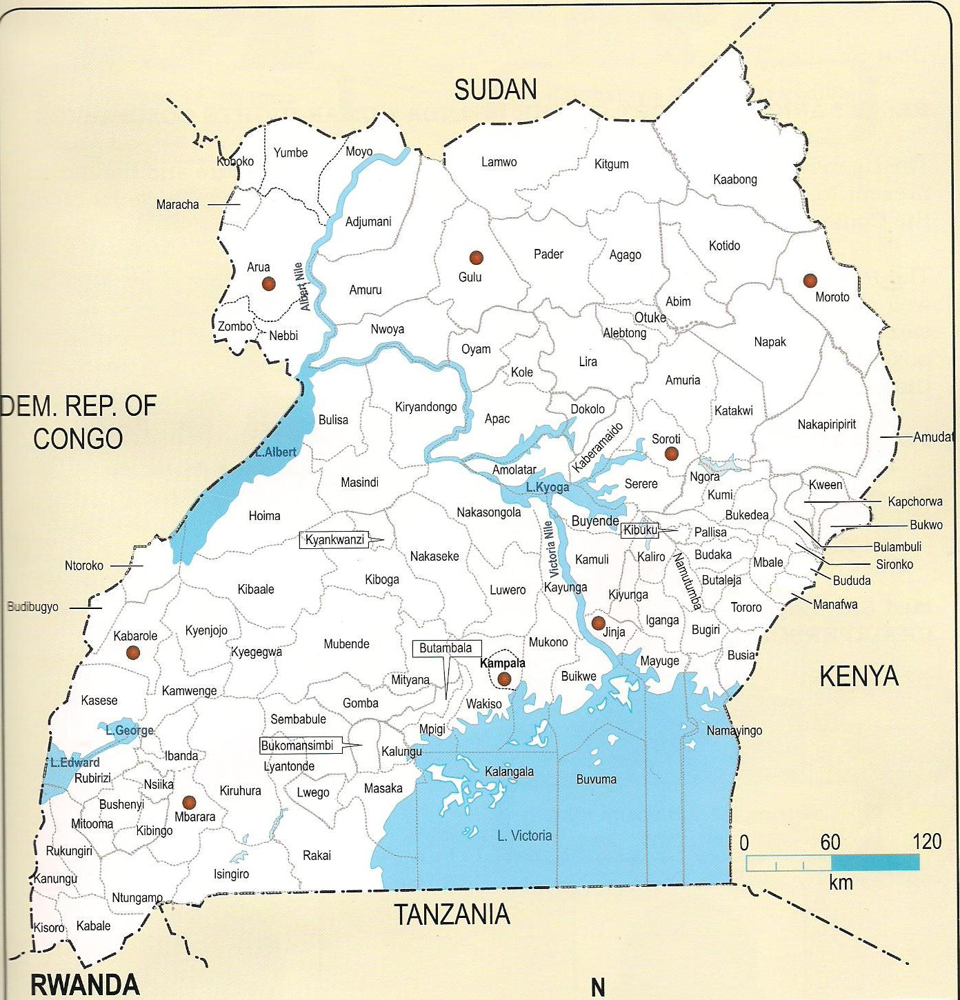 SUDAN
Koboko
Yumbe
Moyo
Lamwo
Kitgum
Kaabong
Maracha
Adjumani
Arua
Albert Nile
Gulu
Pader
Agago
Kotido
Amuru
Abim
Moroto
Zombo
Nebbi
Nwoya
Otuke
Alebtong
Oyam
Napak
Kole
Lira
Amuria
DEM. REP. OF
CONGO
Bulisa
Kiryandongo
Apac
Dokolo
Katakwi
Nakapiripirit
Amudat
L.Albert
Kaberamaido
Soroti
Masindi
Amolatar
L.Kyoga
Serere
Ngora
Kumi
Kween
Kapchorwa
Hoima
Nakasongola
Buyende
Bukedea
Kyankwanzi
Kibuku
Pallisa
Bukwo
Bulambuli
Ntoroko
Nakaseke
Victoria Nile
Kamuli
Kaliro
Namutumba
Budaka
Mbale
Sironko
Kibaale
Kiboga
Luwero
Kayunga
Kiyunga
Butaleja
Bududa
Budibugyo
Tororo
Manafwa
Kabarole
Kyenjojo
Kyegegwa
Mubende
Butambala
Kampala
Mukono
Jinja
Iganga
Bugiri
Busia
Mityana
Buikwe
Mayuge
KENYA
Kasese
Kamwenge
Gomba
Wakiso
Sembabule
Mpigi
Namayingo
L.George
Bukomansimbi
Kalungu
L.Edward
Ibanda
Lyantonde
Kalangala
Buvuma
Rubirizi
Nsiika
Kiruhura
Lwego
Masaka
Bushenyi
Mbarara
Mitooma
Kibingo
L. Victoria
Rukungiri
Rakai
0 60 120
km
Kanungu
Isingiro
Ntungamo
TANZANIA
Kisoro
Kabale
RWANDA
N